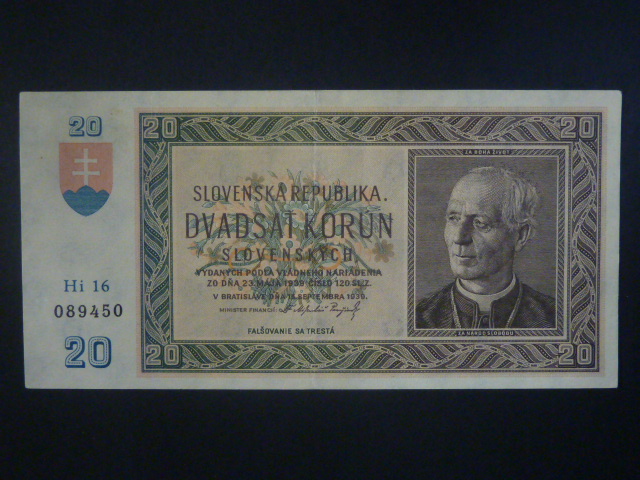 20
20
20
ZA BOHA ŽIVOT
SLOVENSKÁ REPUBLIKA.
DVADSAŤ KORÚN
SLOVENSKÝCH
VYDANÝCH PODĽA VLÁDNEHO NARIADENIA
ZO DŇA 23. MÁJA 1939 ČÍSLO 120 SL. Z.
V BRATISLAVE DŇA 15. SEPTEMBRA 1939.
MINISTER FINANCIÍ:
FALŠOVANIE SA TRESTÁ
Hi 16
089450
ZA NÁROD SLOBODU
20
20
20